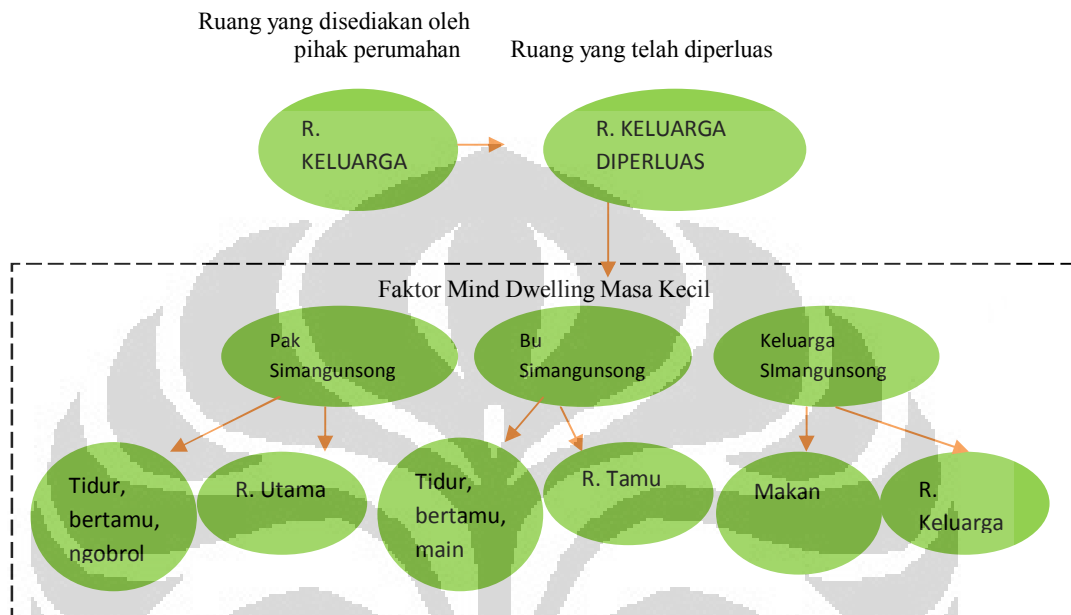 Ruang yang disediakan oleh
pihak perumahan
Ruang yang telah diperluas
R.
KELUARGA
R. KELUARGA
DIPERLUAS
Faktor Mind Dwelling Masa Kecil
Pak
Simangunsong
Bu
Simangunsong
Keluarga
SImangunsong
Tidur,
bertamu,
ngobrol
R. Utama
Tidur,
bertamu,
main
R. Tamu
Makan
R.
Keluarga